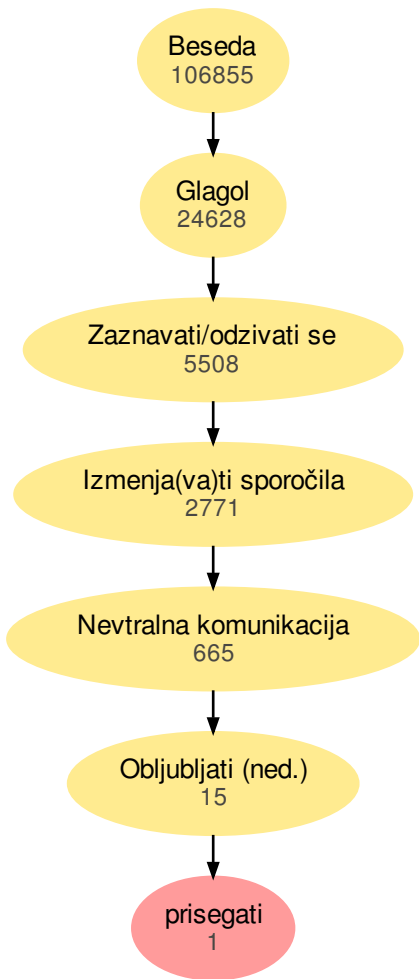 Beseda
106855
Glagol
24628
Zaznavati/odzivati se
5508
Izmenja(va)ti sporočila
2771
Nevtralna komunikacija
665
Obljubljati (ned.)
15
prisegati
1